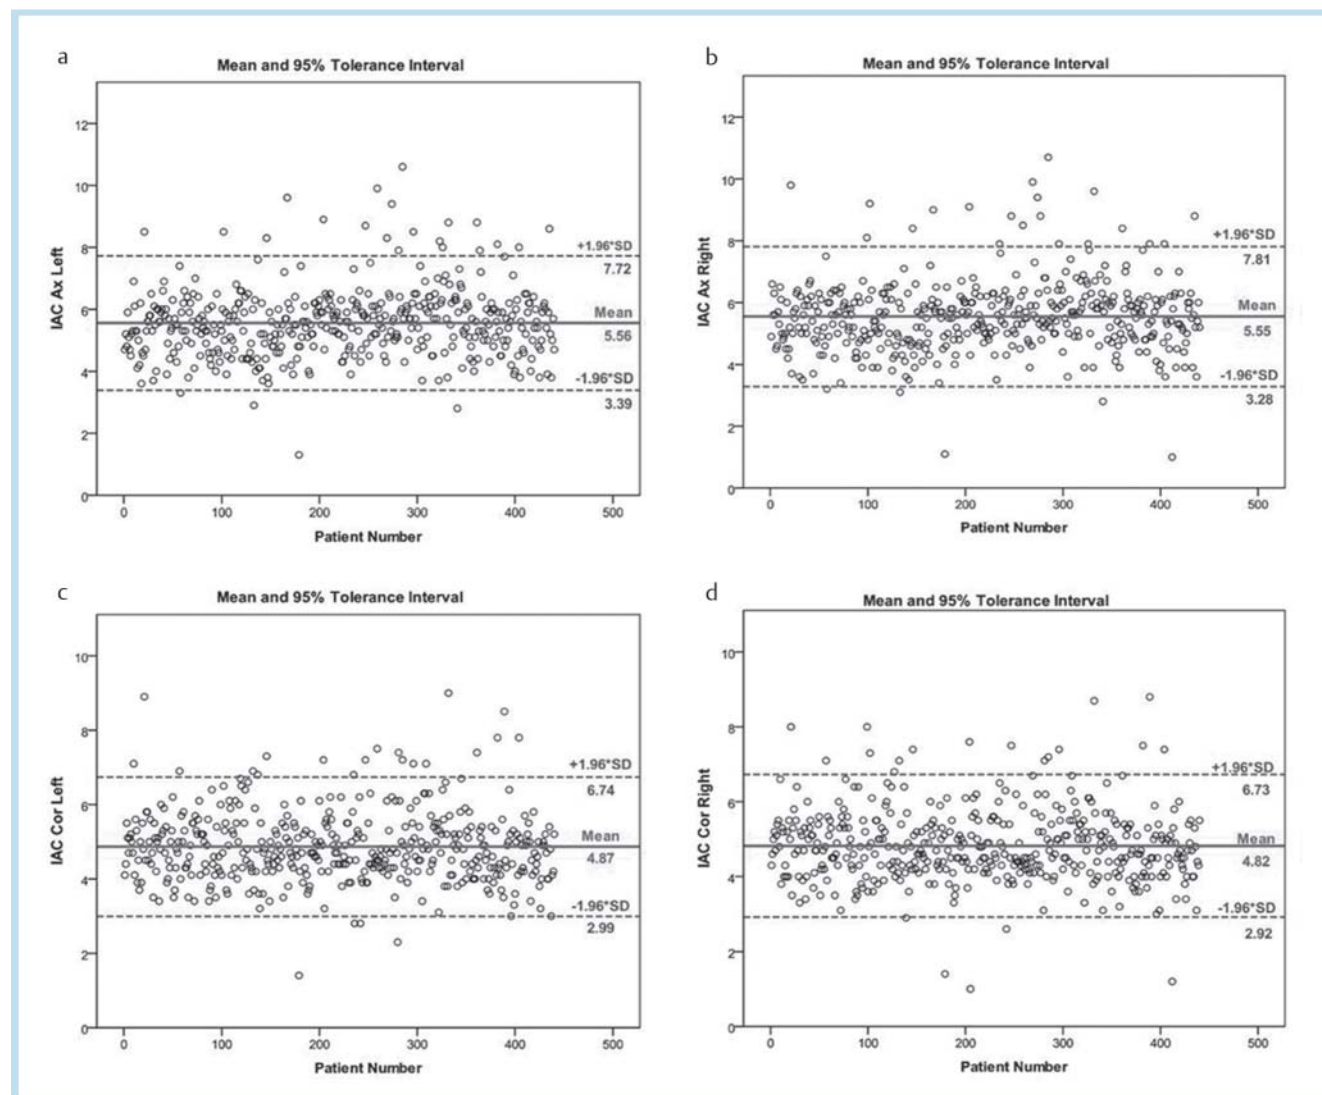 a
Mean and 95% Tolerance Interval
IAC Ax Left
12
10
8
6
4
2
0
+1.96*SD
7.72
Mean
5.56
-1.96*SD
3.39
0 100 200 300 400 500
Patient Number
b
Mean and 95% Tolerance Interval
IAC Ax Right
12
10
8
6
4
2
0
+1.96*SD
7.81
Mean
5.55
-1.96*SD
3.28
0 100 200 300 400 500
Patient Number
c
Mean and 95% Tolerance Interval
IAC Cor Left
10
8
6
4
2
0
+1.96*SD
6.74
Mean
4.87
-1.96*SD
2.99
0 100 200 300 400 500
Patient Number
d
Mean and 95% Tolerance Interval
IAC Cor Right
10
8
6
4
2
0
+1.96*SD
6.73
Mean
4.82
-1.96*SD
2.92
0 100 200 300 400 500
Patient Number